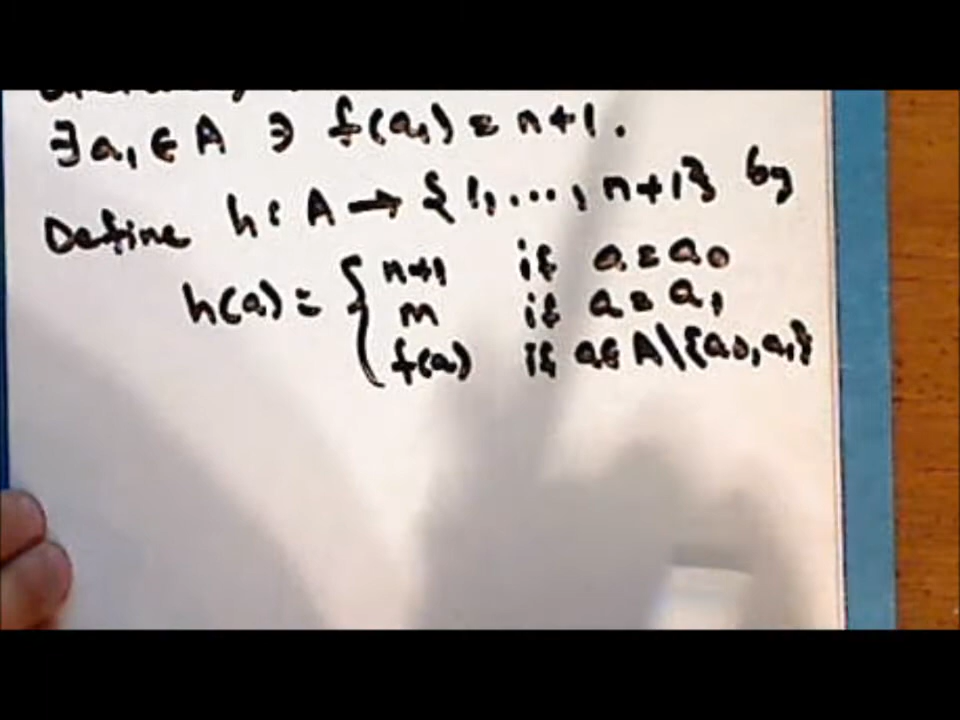 ∃ a₁ ∈ A ∋ f(a₁) = n+1.
Define h: A → {1, ..., n+1} by
h(a) = { n+1 if a = a₀
m if a = a₁
f(a) if a ∈ A \ {a₀, a₁}